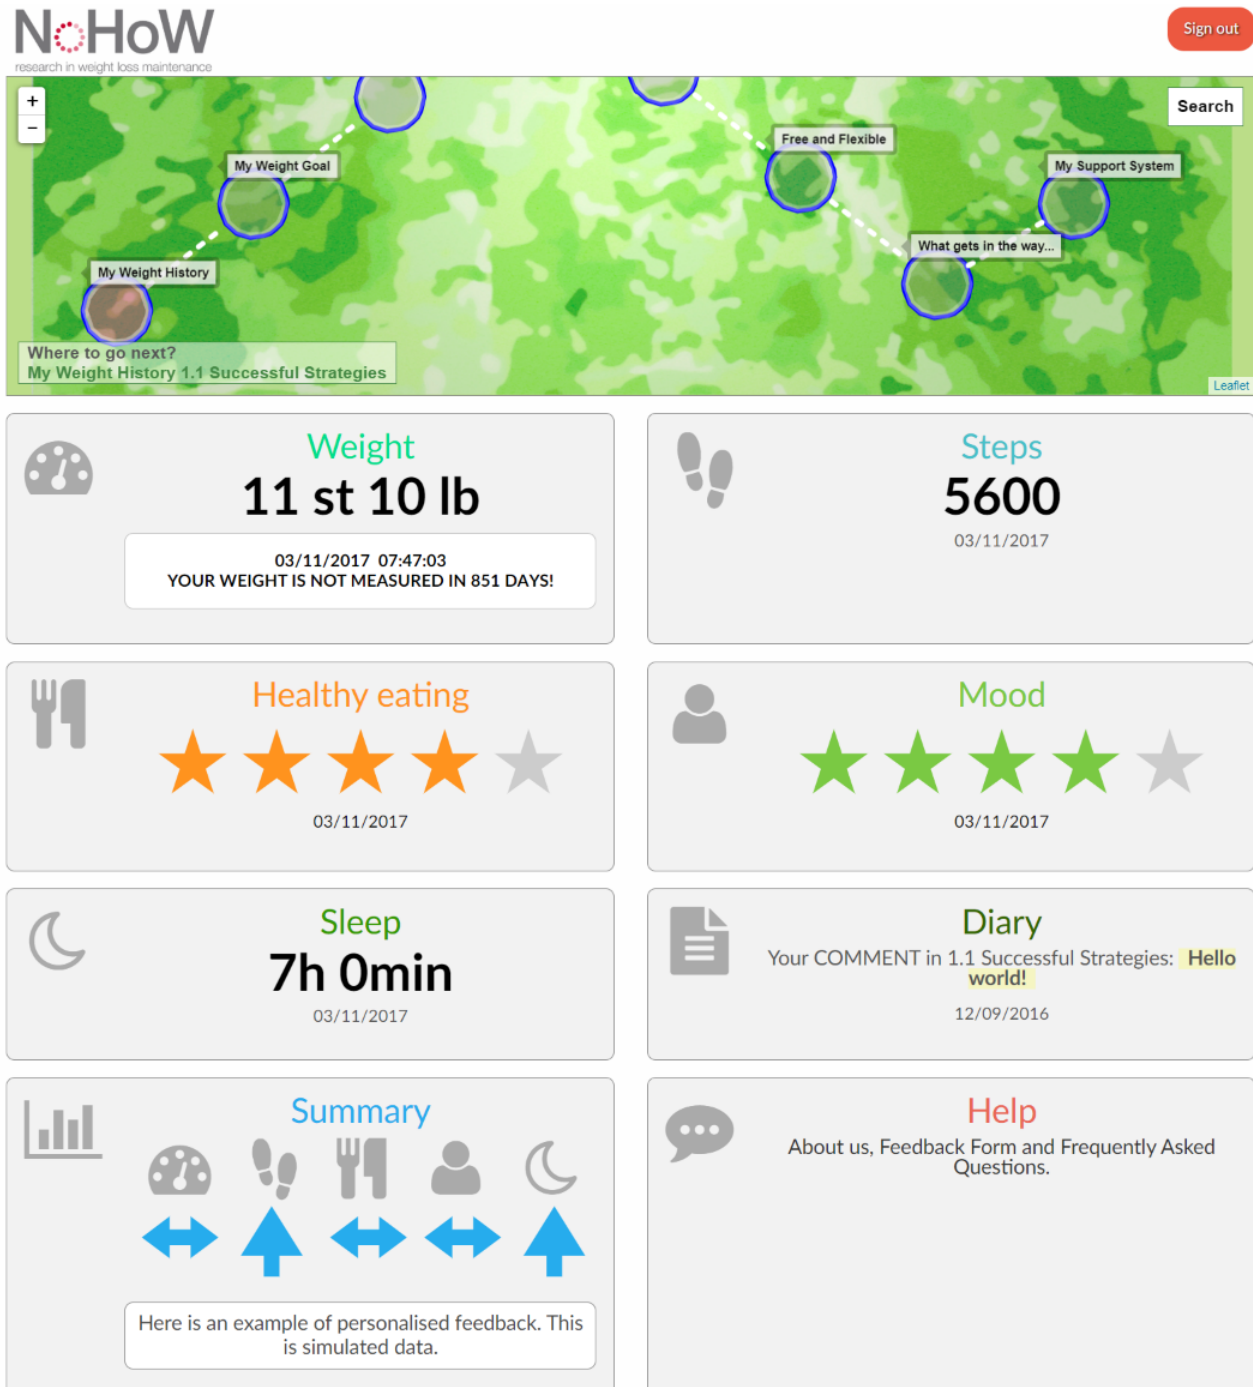 NoHoW
research in weight loss maintenance
Sign out
+
−
Search
Free and Flexible
My Weight Goal
My Support System
What gets in the way...
My Weight History
Where to go next?
My Weight History 1.1 Successful Strategies
Leaflet
Weight
11 st 10 lb
03/11/2017 07:47:03
YOUR WEIGHT IS NOT MEASURED IN 851 DAYS!
Steps
5600
03/11/2017
Healthy eating
03/11/2017
Mood
03/11/2017
Sleep
7h 0min
03/11/2017
Diary
Your COMMENT in 1.1 Successful Strategies: Hello
world!
12/09/2016
Summary
Here is an example of personalised feedback. This
is simulated data.
Help
About us, Feedback Form and Frequently Asked
Questions.